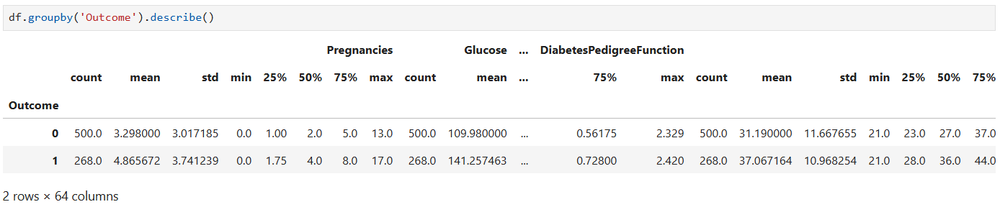 df.groupby('Outcome').describe()
Pregnancies Glucose ... DiabetesPedigreeFunction
count mean std min 25% 50% 75% max count mean ... 75% max count mean std min 25% 50% 75%
Outcome
0 500.0 3.298000 3.017185 0.0 1.00 2.0 5.0 13.0 500.0 109.980000 ... 0.56175 2.329 500.0 31.190000 11.667655 21.0 23.0 27.0 37.0
1 268.0 4.865672 3.741239 0.0 1.75 4.0 8.0 17.0 268.0 141.257463 ... 0.72800 2.420 268.0 37.067164 10.968254 21.0 28.0 36.0 44.0
2 rows × 64 columns